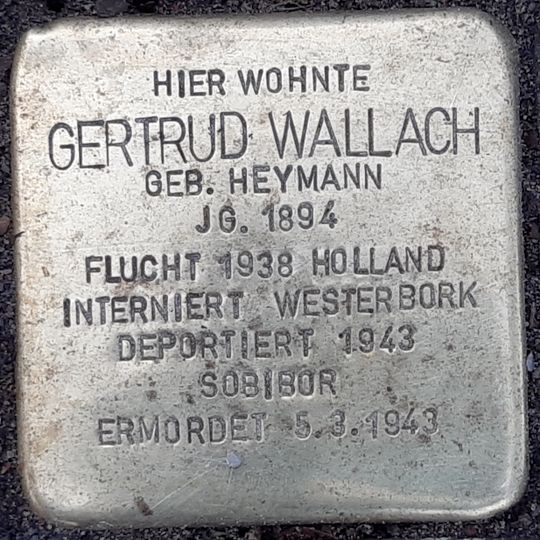 HIER WOHNTE
GERTRUD WALLACH
GEB. HEYMANN
JG. 1894
FLUCHT 1938 HOLLAND
INTERNIERT WESTERBORK
DEPORTIERT 1943
SOBIBOR
ERMORDET 5.3.1943